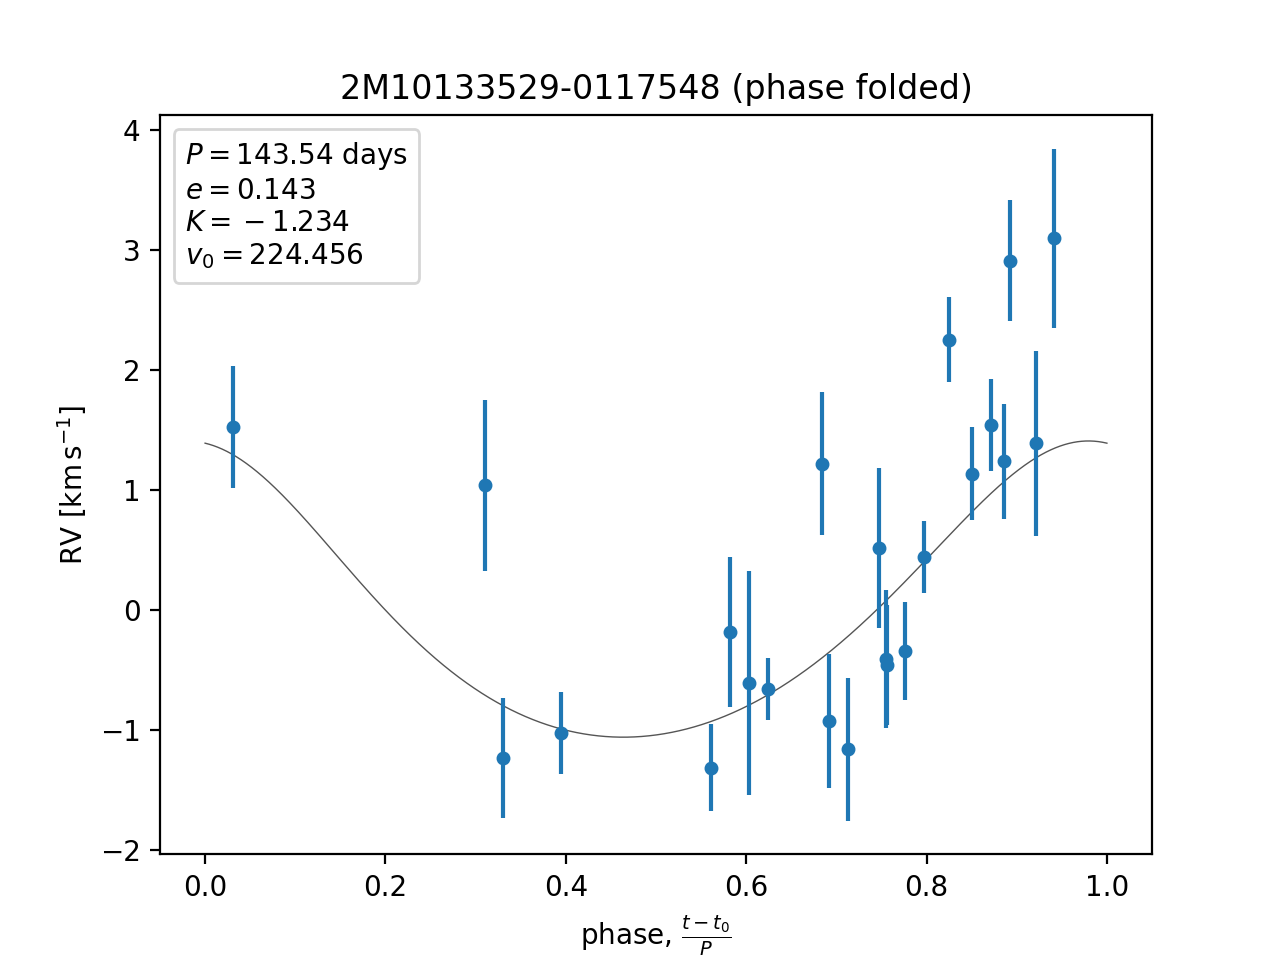 2M10133529-0117548 (phase folded)
P = 143.54 days
e = 0.143
K = −1.234
v₀ = 224.456
RV [km s⁻¹]
4
3
2
1
0
−1
−2
0.0 0.2 0.4 0.6 0.8 1.0
phase, (t − t₀)/P